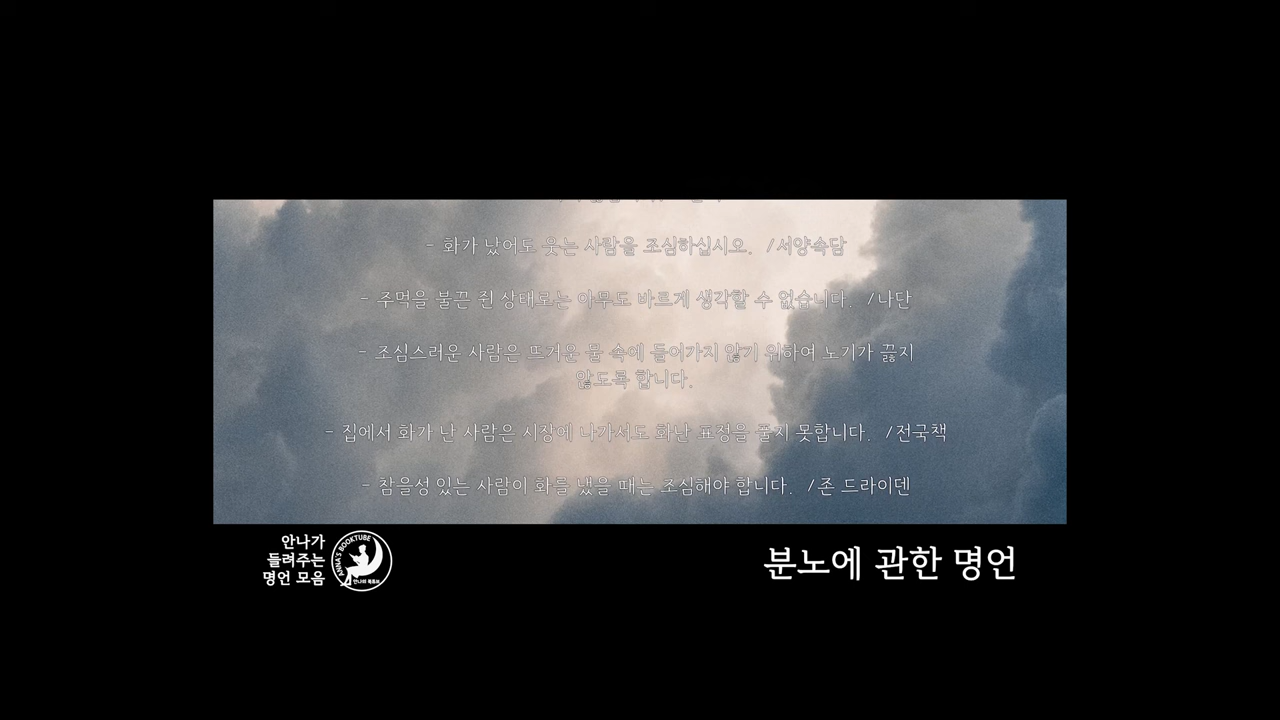 - 화가 났어도 웃는 사람을 조심하십시오. /서양속담
- 주먹을 불끈 쥔 상태로는 아무도 바르게 생각할 수 없습니다. /나단
- 조심스러운 사람은 뜨거운 물 속에 들어가지 않기 위하여 노기가 끓지
않도록 합니다.
- 집에서 화가 난 사람은 시장에 나가서도 화난 표정을 풀지 못합니다. /전국책
- 참을성 있는 사람이 화를 냈을 때는 조심해야 합니다. /존 드라이덴
안나가
들려주는
명언 모음
ANNA'S BOOKTUBE
안나의 북튜브
분노에 관한 명언